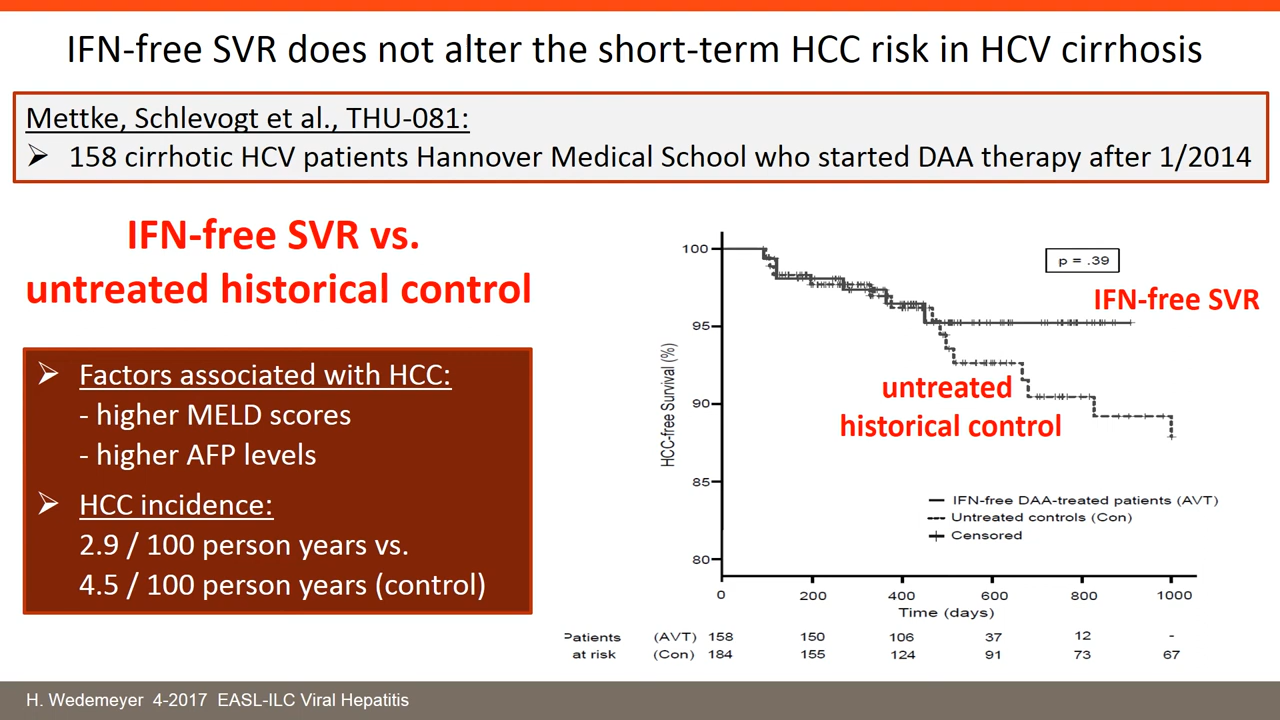 IFN-free SVR does not alter the short-term HCC risk in HCV cirrhosis
Mettke, Schlevogt et al., THU-081:
➢ 158 cirrhotic HCV patients Hannover Medical School who started DAA therapy after 1/2014
IFN-free SVR vs.
untreated historical control
➢ Factors associated with HCC:
- higher MELD scores
- higher AFP levels
➢ HCC incidence:
2.9 / 100 person years vs.
4.5 / 100 person years (control)
HCC-free Survival (%)
100
95
90
85
80
p = .39
IFN-free SVR
untreated
historical control
IFN-free DAA-treated patients (AVT)
Untreated controls (Con)
Censored
0 200 400 600 800 1000
Time (days)
Patients (AVT) 158 150 106 37 12 -
at risk (Con) 184 155 124 91 73 67
H. Wedemeyer 4-2017 EASL-ILC Viral Hepatitis